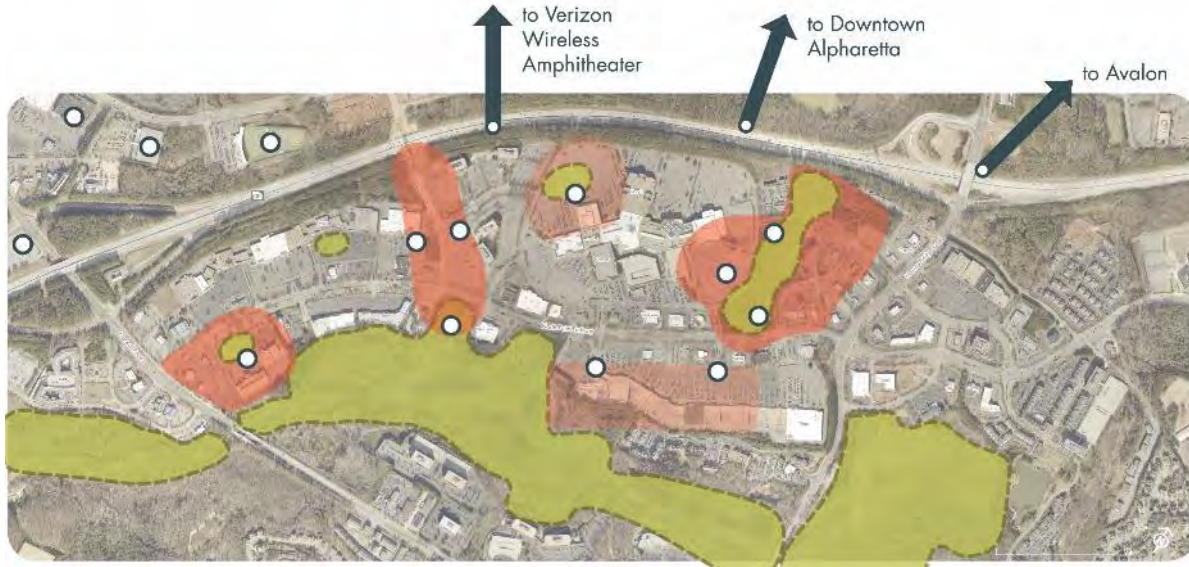 to Verizon
Wireless
Amphitheater
to Downtown
Alpharetta
to Avalon